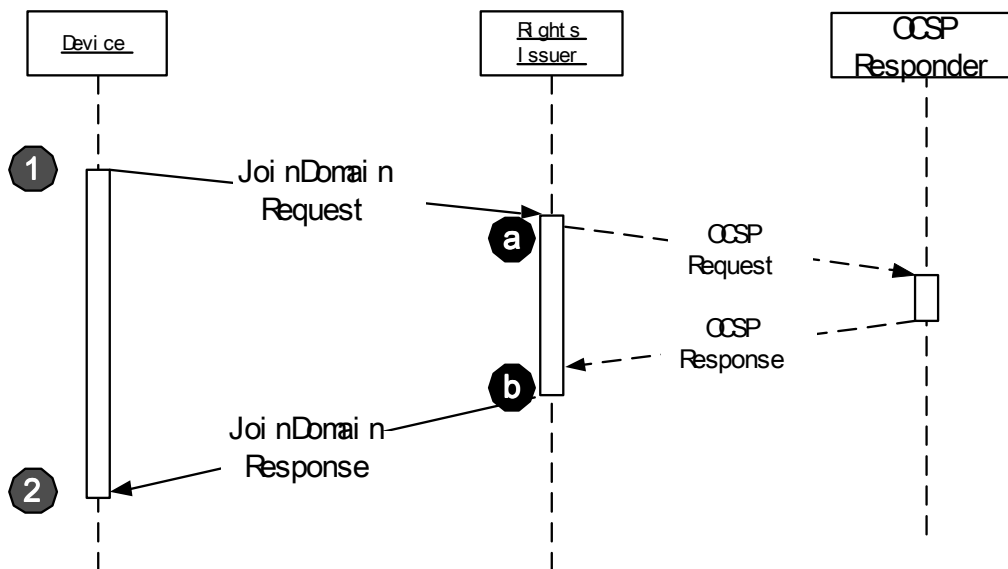 Device
Rights
Issuer
OCSP
Responder
1
JoinDomain
Request
a
OCSP
Request
OCSP
Response
b
JoinDomain
Response
2